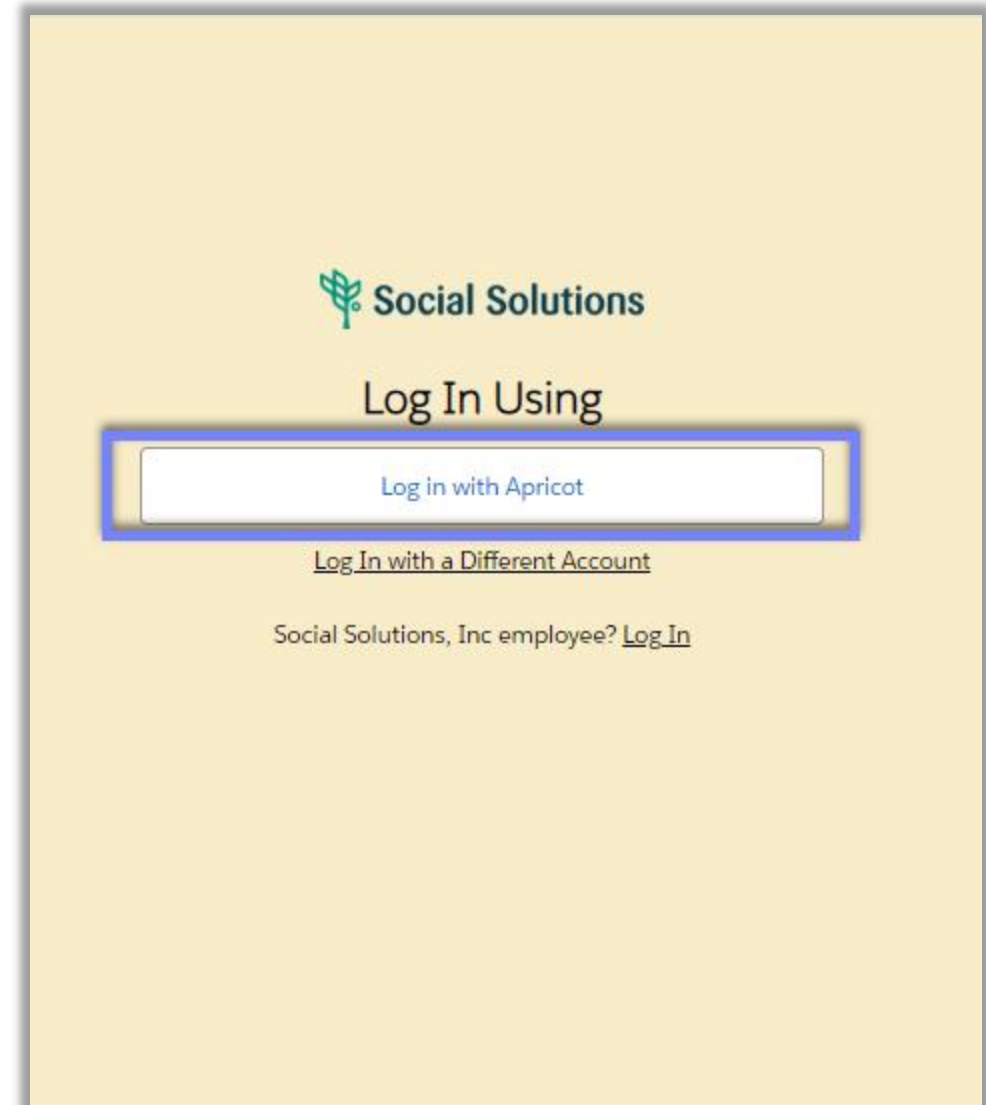 Social Solutions
Log In Using
Log in with Apricot
Log In with a Different Account
Social Solutions, Inc employee? Log In